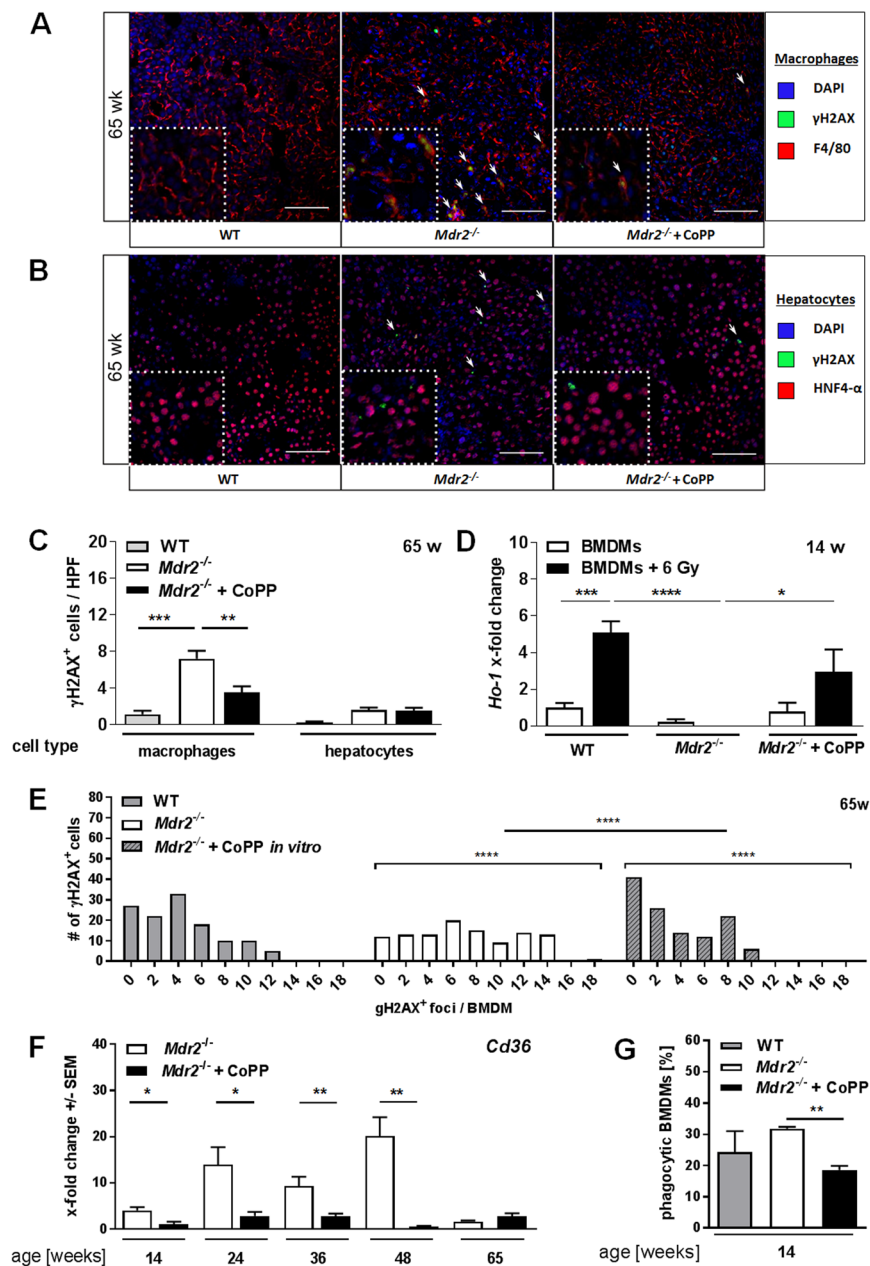 A
65 wk
Macrophages
DAPI
γH2AX
F4/80
WT
Mdr2-/-
Mdr2-/- + CoPP
B
65 wk
Hepatocytes
DAPI
γH2AX
HNF4-α
WT
Mdr2-/-
Mdr2-/- + CoPP
C
WT
Mdr2-/-
Mdr2-/- + CoPP
65 w
γH2AX+ cells / HPF
20
16
12
8
4
0
***
**
cell type
macrophages
hepatocytes
D
BMDMs
BMDMs + 6 Gy
14 w
Ho-1 x-fold change
10
8
6
4
2
0
***
****
*
WT
Mdr2-/-
Mdr2-/- + CoPP
E
WT
Mdr2-/-
Mdr2-/- + CoPP in vitro
65w
# of γH2AX+ cells
80
70
60
50
40
30
20
10
0
****
****
****
0 2 4 6 8 10 12 14 16 18
0 2 4 6 8 10 12 14 16 18
0 2 4 6 8 10 12 14 16 18
gH2AX+ foci / BMDM
F
Mdr2-/-
Mdr2-/- + CoPP
Cd36
x-fold change +/- SEM
40
30
20
10
0
*
*
**
**
age [weeks]
14
24
36
48
65
G
WT
Mdr2-/-
Mdr2-/- + CoPP
phagocytic BMDMs [%]
60
50
40
30
20
10
0
**
age [weeks]
14